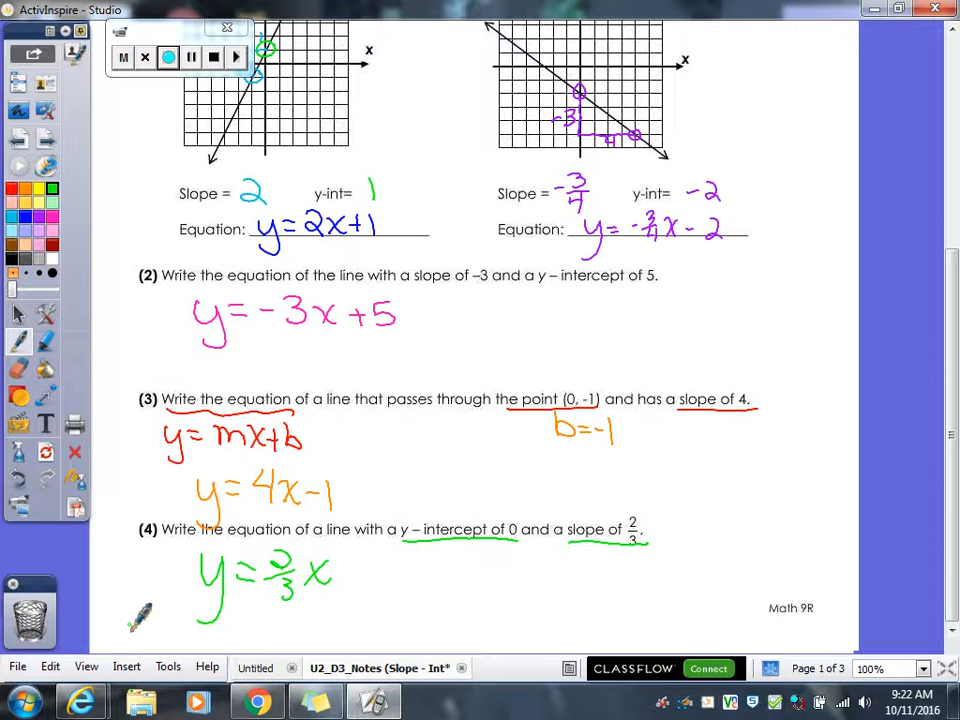 ActivInspire - Studio
M
x
x
-3
4
Slope = 2 y-int= 1
Slope = -3/4 y-int= -2
Equation: y=2x+1
Equation: y= -3/4x - 2
(2) Write the equation of the line with a slope of –3 and a y – intercept of 5.
y= -3x+5
(3) Write the equation of a line that passes through the point (0, -1) and has a slope of 4.
y= mx+b
b=-1
y= 4x-1
(4) Write the equation of a line with a y – intercept of 0 and a slope of 2/3.
y= 2/3 x
Math 9R
File Edit View Insert Tools Help Untitled U2_D3_Notes (Slope - Int* CLASSFLOW Connect Page 1 of 3 100%
9:22 AM
10/11/2016